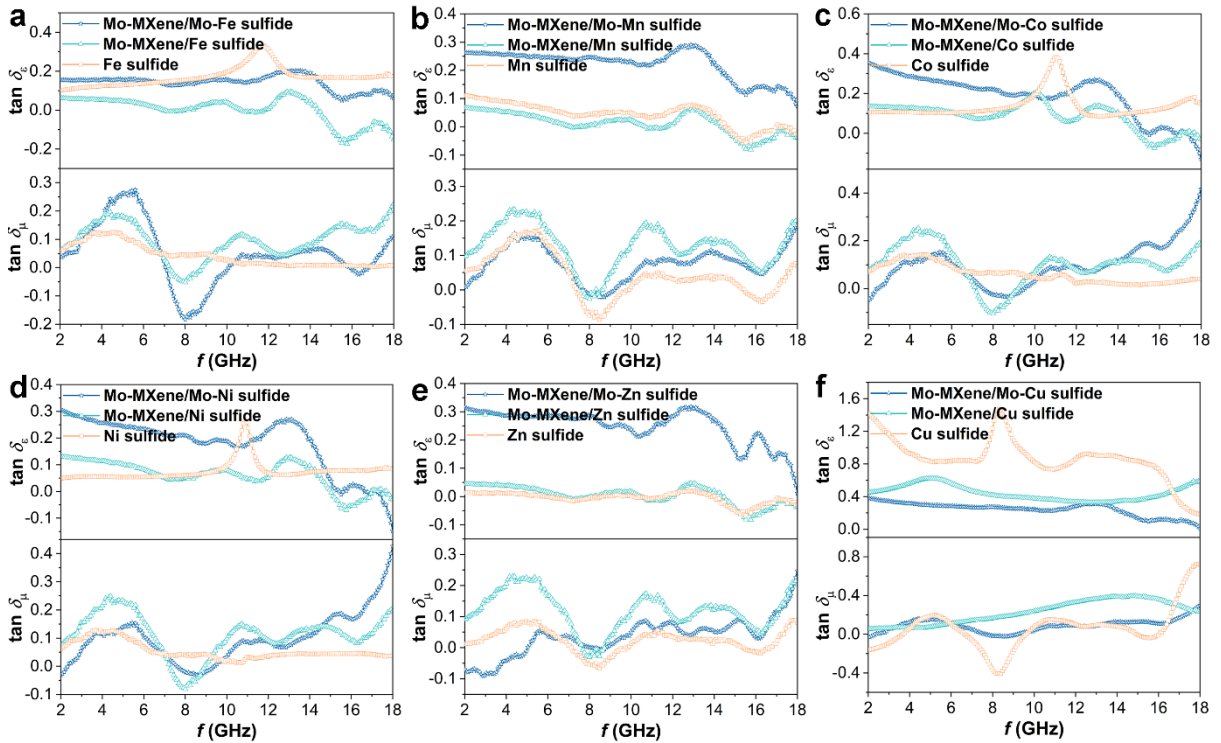 a
Mo-MXene/Mo-Fe sulfide
Mo-MXene/Fe sulfide
Fe sulfide
0.4
0.2
0.0
-0.2
tan δε
0.3
0.2
0.1
0.0
-0.1
-0.2
tan δμ
2 4 6 8 10 12 14 16 18
f (GHz)
b
Mo-MXene/Mo-Mn sulfide
Mo-MXene/Mn sulfide
Mn sulfide
0.4
0.3
0.2
0.1
0.0
-0.1
tan δε
0.3
0.2
0.1
0.0
-0.1
tan δμ
2 4 6 8 10 12 14 16 18
f (GHz)
c
Mo-MXene/Mo-Co sulfide
Mo-MXene/Co sulfide
Co sulfide
0.6
0.4
0.2
0.0
tan δε
0.4
0.2
0.0
tan δμ
2 4 6 8 10 12 14 16 18
f (GHz)
d
Mo-MXene/Mo-Ni sulfide
Mo-MXene/Ni sulfide
Ni sulfide
0.4
0.3
0.2
0.1
0.0
-0.1
tan δε
0.4
0.3
0.2
0.1
0.0
-0.1
tan δμ
2 4 6 8 10 12 14 16 18
f (GHz)
e
Mo-MXene/Mo-Zn sulfide
Mo-MXene/Zn sulfide
Zn sulfide
0.4
0.3
0.2
0.1
0.0
-0.1
tan δε
0.3
0.2
0.1
0.0
-0.1
tan δμ
2 4 6 8 10 12 14 16 18
f (GHz)
f
Mo-MXene/Mo-Cu sulfide
Mo-MXene/Cu sulfide
Cu sulfide
1.6
1.2
0.8
0.4
0.0
tan δε
0.8
0.4
0.0
-0.4
tan δμ
2 4 6 8 10 12 14 16 18
f (GHz)